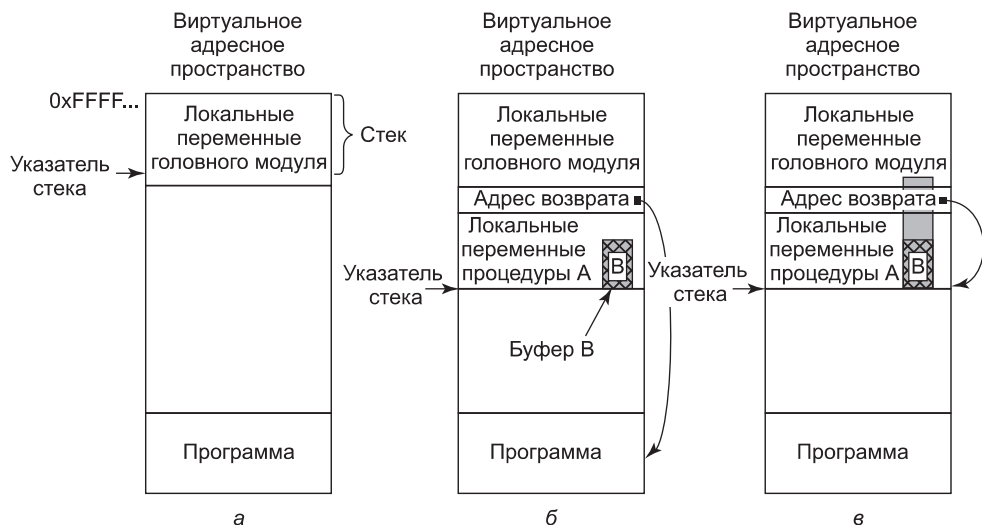 Виртуальное
адресное
пространство
0xFFFF...
Локальные
переменные
головного модуля
Стек
Указатель
стека
Программа
а
Виртуальное
адресное
пространство
Локальные
переменные
головного модуля
Адрес возврата
Локальные
переменные
процедуры А
В
Указатель
стека
Буфер В
Программа
б
Виртуальное
адресное
пространство
Локальные
переменные
головного модуля
Адрес возврата
Локальные
переменные
процедуры А
В
Указатель
стека
Программа
в